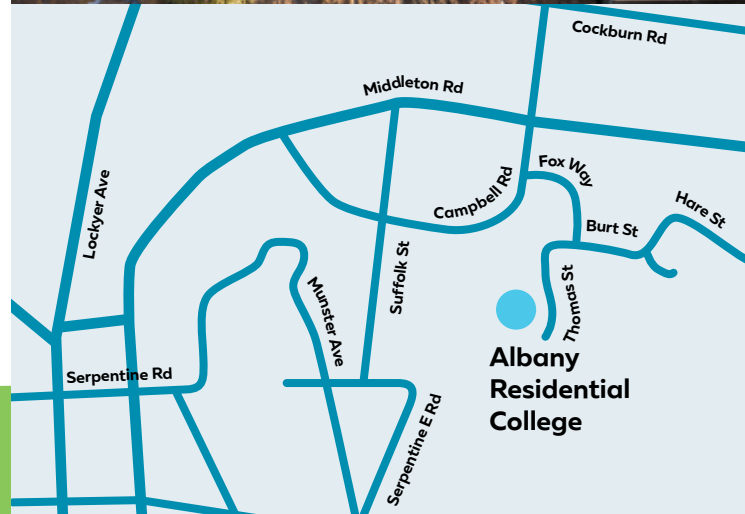 Cockburn Rd
Middleton Rd
Lockyer Ave
Fox Way
Campbell Rd
Hare St
Burt St
Suffolk St
Munster Ave
Thomas St
Serpentine Rd
Serpentine E Rd
Albany
Residential
College